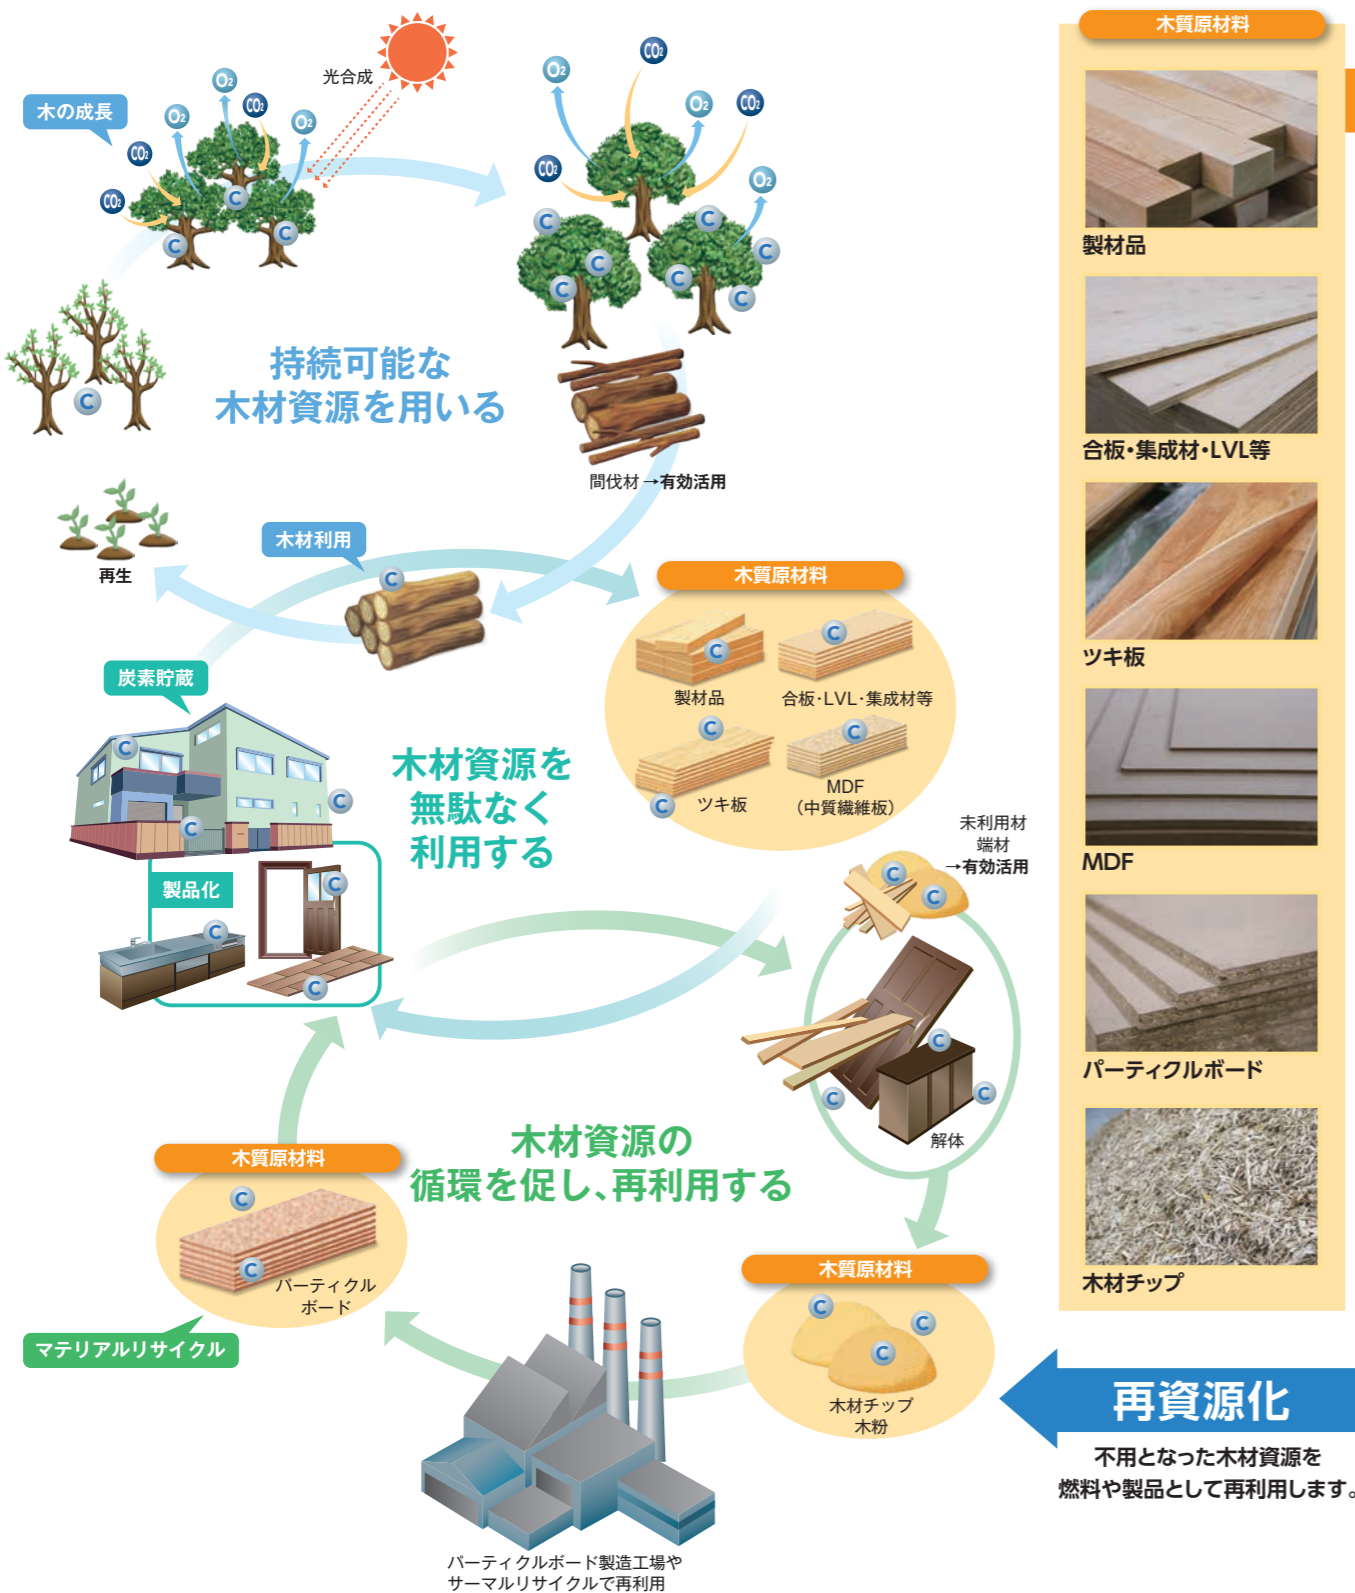 光合成
木の成長
O2
O2
CO2
O2
CO2
CO2
C
C
C
CO2
O2
O2
CO2
CO2
O2
C
C
C
C
C
C
C
C
持続可能な
木材資源を用いる
間伐材→有効活用
再生
木材利用
C
木質原材料
C
製材品
C
合板・LVL・集成材等
C
C
ツキ板
C
MDF
（中質繊維板）
炭素貯蔵
C
C
C
木材資源を
無駄なく
利用する
製品化
C
C
C
未利用材
端材
→有効活用
C
C
C
C
C
解体
木材資源の
循環を促し、再利用する
木質原材料
C
C
パーティクル
ボード
マテリアルリサイクル
木質原材料
C
C
C
木材チップ
木粉
パーティクルボード製造工場や
サーマルリサイクルで再利用
木質原材料
製材品
合板・集成材・LVL等
ツキ板
MDF
パーティクルボード
木材チップ
再資源化
不用となった木材資源を
燃料や製品として再利用します。